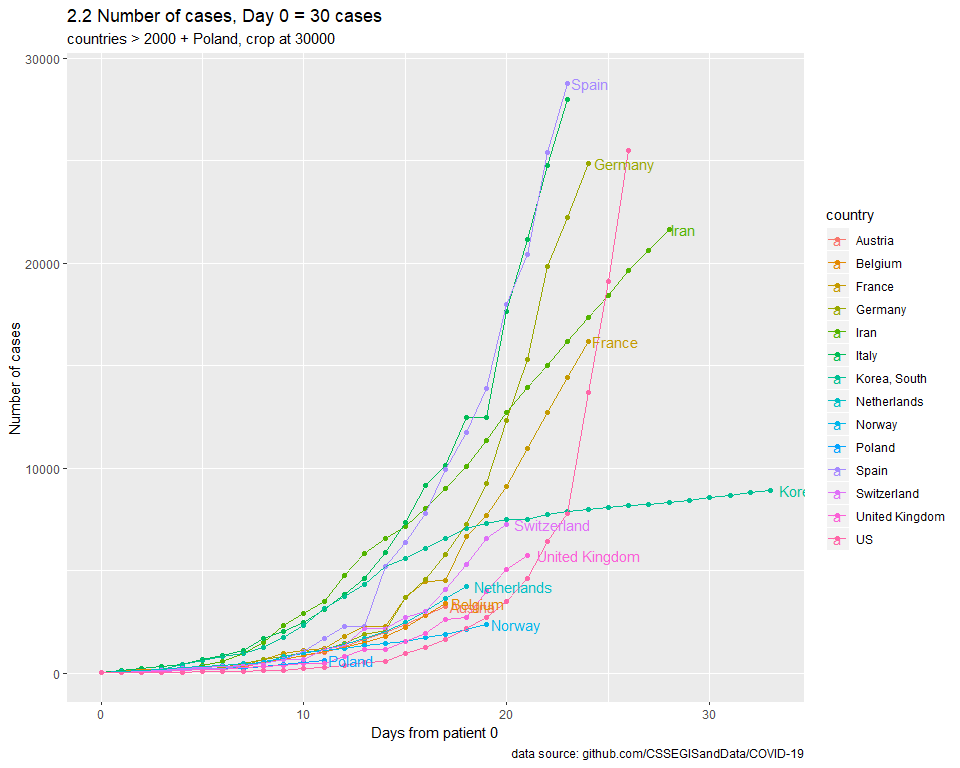 2.2 Number of cases, Day 0 = 30 cases
countries > 2000 + Poland, crop at 30000
30000
20000
10000
0
Number of cases
Spain
Germany
Iran
France
Kore
Switzerland
United Kingdom
Netherlands
Belgium
Austria
Norway
Poland
0 10 20 30
Days from patient 0
data source: github.com/CSSEGISandData/COVID-19
country
a Austria
a Belgium
a France
a Germany
a Iran
a Italy
a Korea, South
a Netherlands
a Norway
a Poland
a Spain
a Switzerland
a United Kingdom
a US